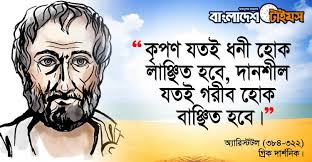 বাংলাদেশ
টাইমস
“ কৃপণ যতই ধনী হোক
লাঞ্ছিত হবে, দানশীল
যতই গরীব হোক
বাঞ্চিত হবে। ”
অ্যারিস্টটল (৩৮৪-৩২২)
গ্রিক দার্শনিক।